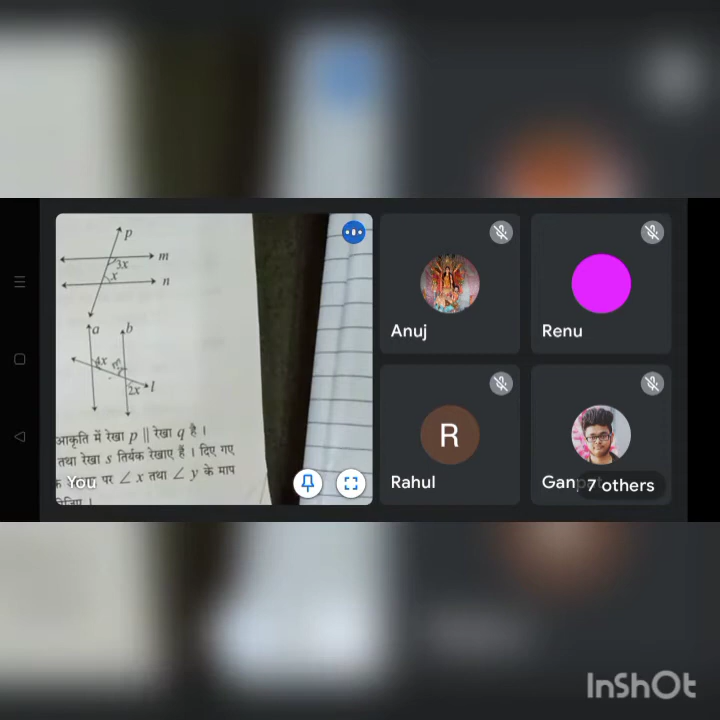 p
m
3x
x
n
a
b
4x
2x
l
आकृति में रेखा p || रेखा q है ।
तथा रेखा s तिर्यक रेखाए हैं । दिए गए
पर ∠ x तथा ∠ y के माप
You
Anuj
Renu
R
Rahul
7 others
InShOt